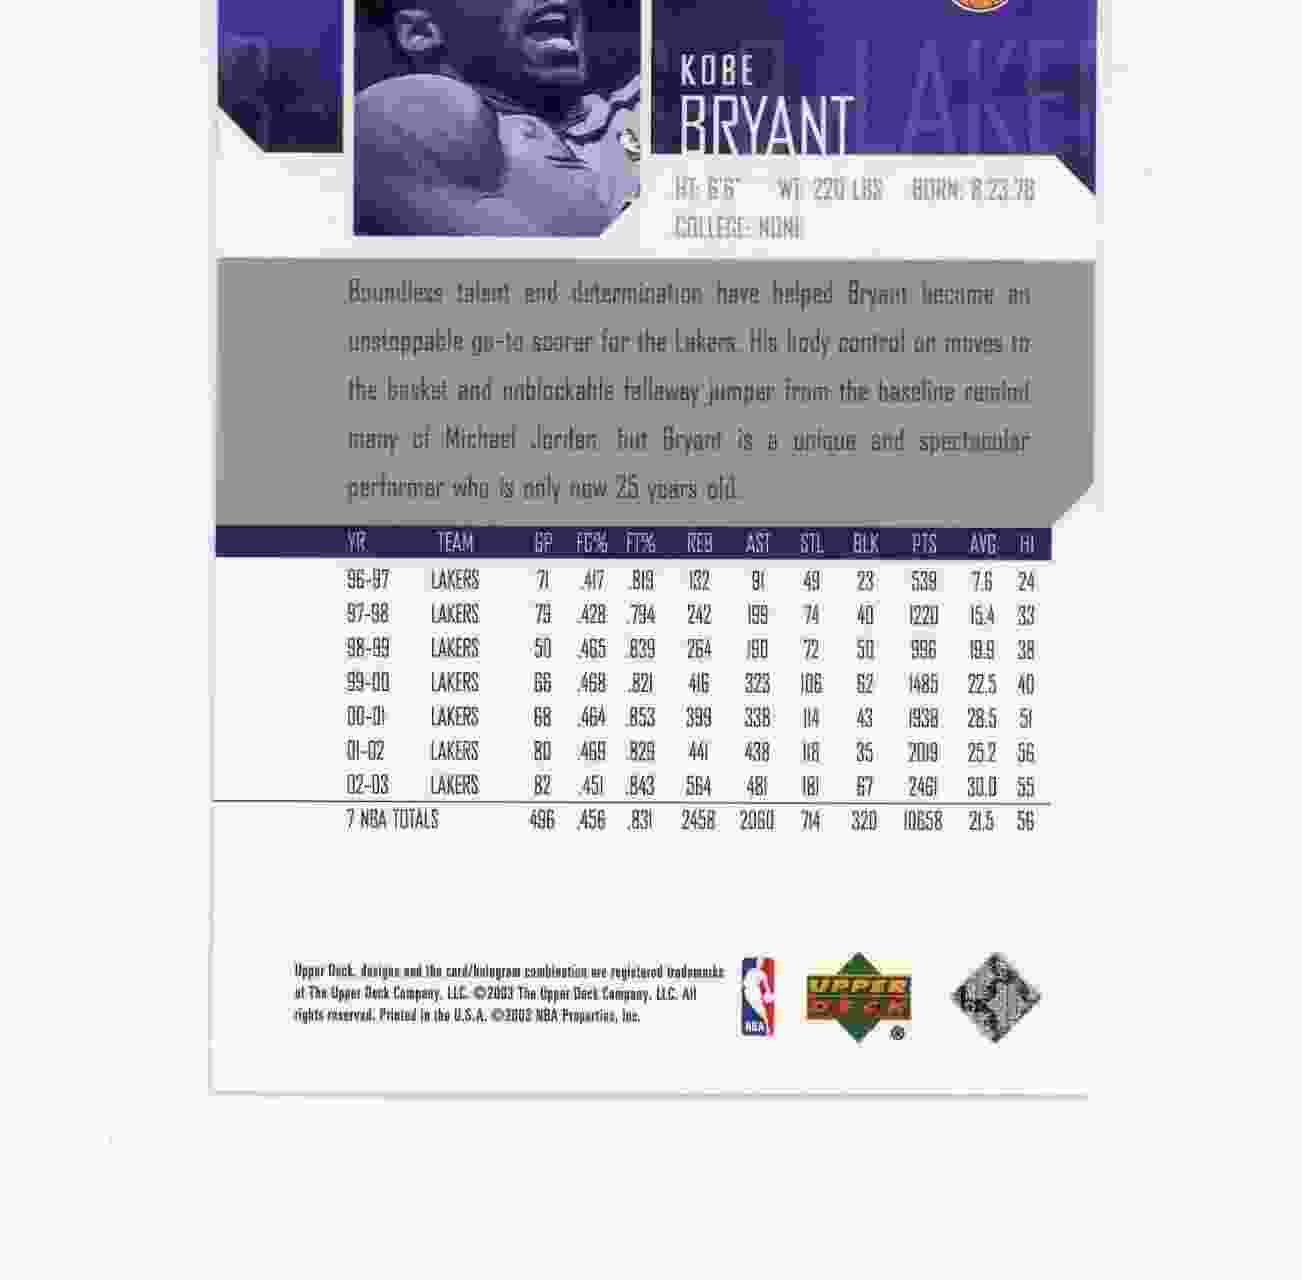 LAKE
KOBE
BRYANT
HT: 6'6" WT: 220 LBS BORN: 8.23.78
COLLEGE: NONE
Boundless talent and determination have helped Bryant become an
unstoppable go-to scorer for the Lakers. His body control on moves to
the basket and unblockable fallaway jumper from the baseline remind
many of Michael Jordan, but Bryant is a unique and spectacular
performer who is only now 25 years old.
YR TEAM GP FG% FT% REB AST STL BLK PTS AVG HI
96-97 LAKERS 71 .417 .819 132 91 49 23 539 7.6 24
97-98 LAKERS 79 .428 .794 242 199 74 40 1220 15.4 33
98-99 LAKERS 50 .465 .839 264 190 72 50 996 19.9 38
99-00 LAKERS 66 .468 .821 416 323 106 62 1485 22.5 40
00-01 LAKERS 68 .464 .853 399 338 114 43 1938 28.5 51
01-02 LAKERS 80 .469 .829 441 438 118 35 2019 25.2 56
02-03 LAKERS 82 .451 .843 564 481 181 67 2461 30.0 55
7 NBA TOTALS 496 .456 .831 2458 2060 714 320 10658 21.5 56
Upper Deck, designs and the card/hologram combination are registered trademarks
of The Upper Deck Company, LLC. ©2003 The Upper Deck Company, LLC. All
rights reserved. Printed in the U.S.A. ©2003 NBA Properties, Inc.
NBA
UPPER
DECK
®